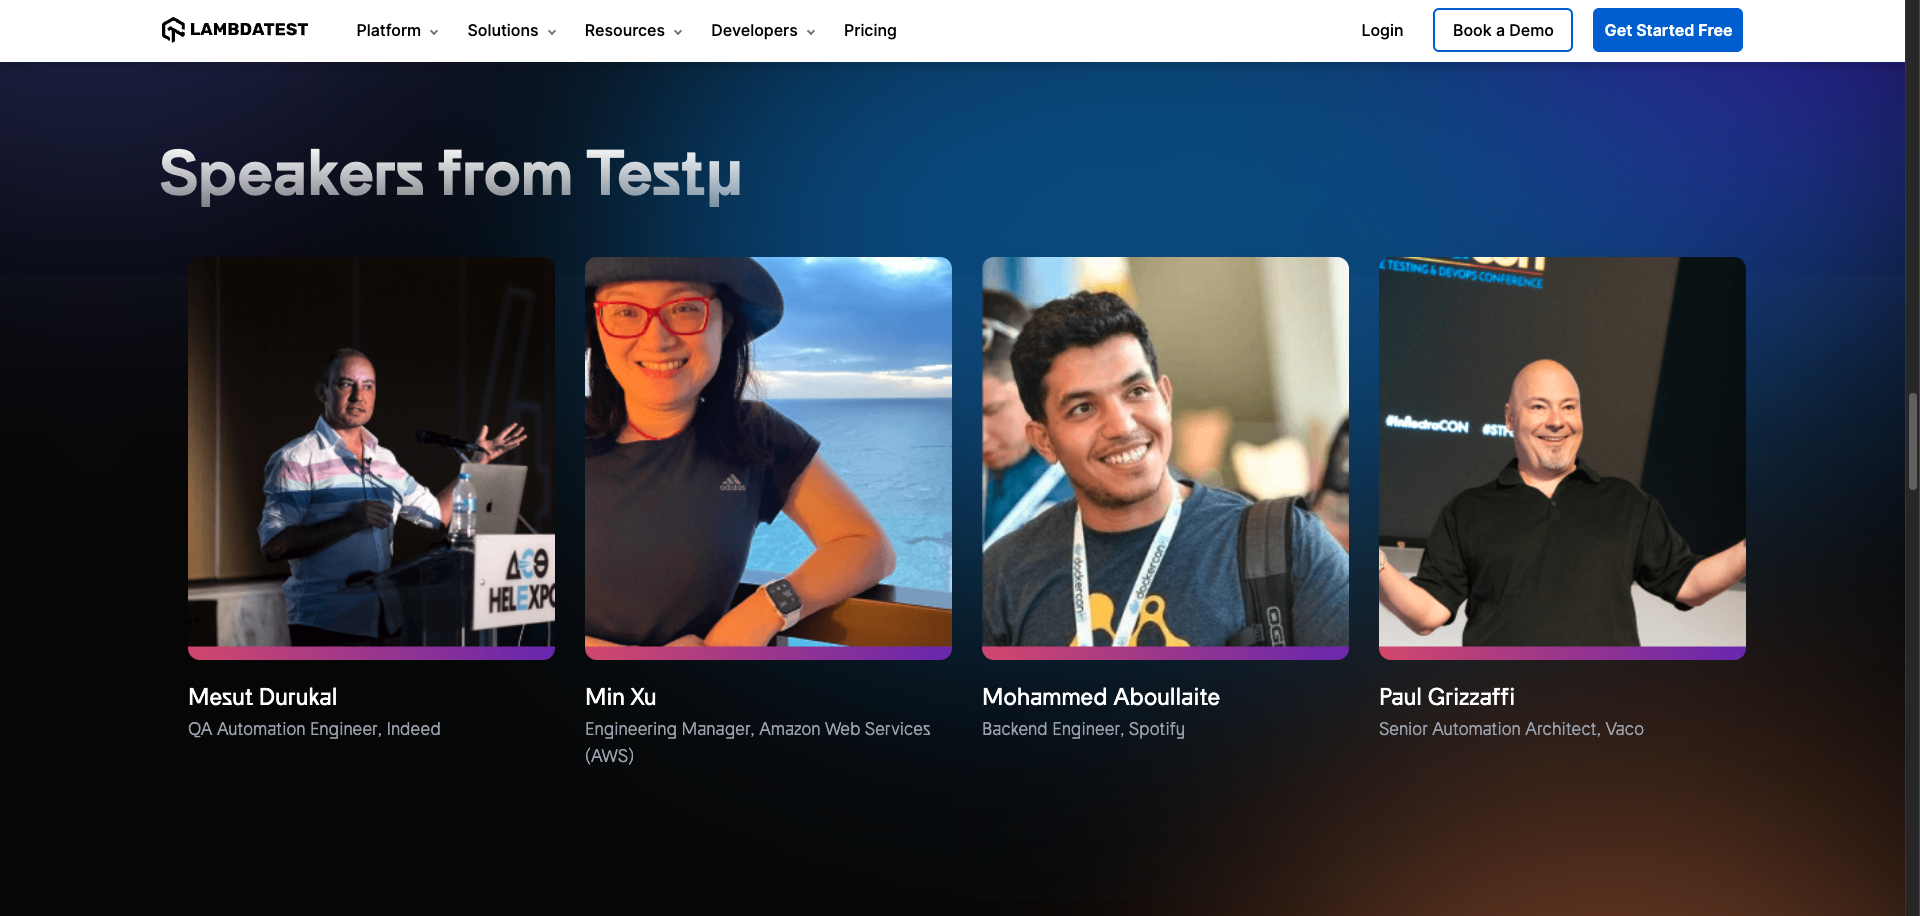 LAMBDATEST
Platform
Solutions
Resources
Developers
Pricing
Login
Book a Demo
Get Started Free
Speakers from Testμ
HELEXPO
adidas
dockercon
dockercon
& TESTING & DEVOPS CONFERENCE
#InflectraCON
Mesut Durukal
QA Automation Engineer, Indeed
Min Xu
Engineering Manager, Amazon Web Services
(AWS)
Mohammed Aboullaite
Backend Engineer, Spotify
Paul Grizzaffi
Senior Automation Architect, Vaco